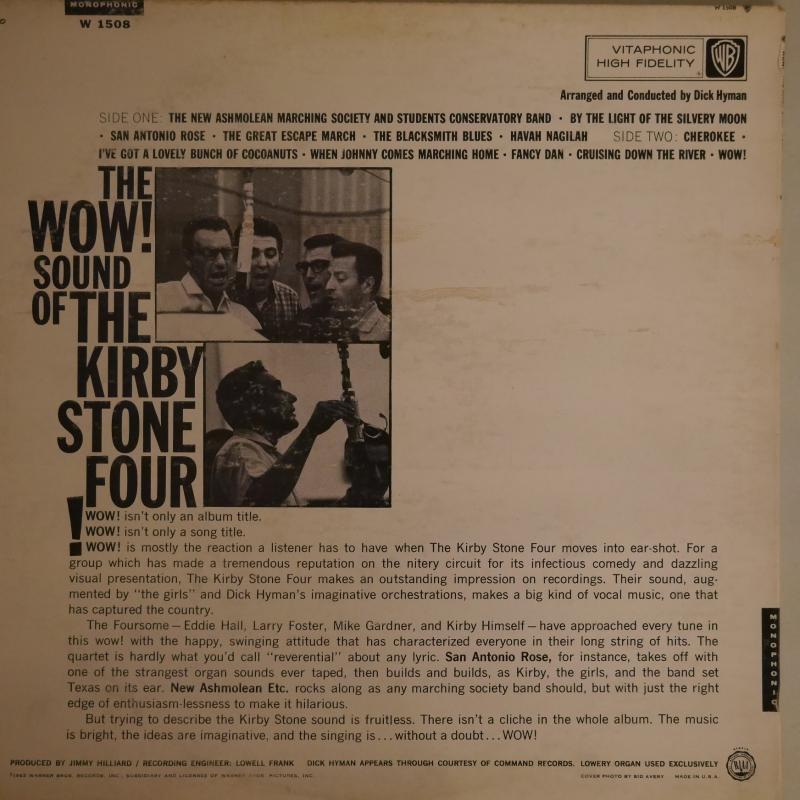 MONOPHONIC
W 1508
W 1508
VITAPHONIC
HIGH FIDELITY
WB
Arranged and Conducted by Dick Hyman
SIDE ONE: THE NEW ASHMOLEAN MARCHING SOCIETY AND STUDENTS CONSERVATORY BAND • BY THE LIGHT OF THE SILVERY MOON
• SAN ANTONIO ROSE • THE GREAT ESCAPE MARCH • THE BLACKSMITH BLUES • HAVAH NAGILAH SIDE TWO: CHEROKEE •
I'VE GOT A LOVELY BUNCH OF COCOANUTS • WHEN JOHNNY COMES MARCHING HOME • FANCY DAN • CRUISING DOWN THE RIVER • WOW!
THE
WOW!
SOUND
OF THE
KIRBY
STONE
FOUR
!
WOW! isn't only an album title.
WOW! isn't only a song title.
WOW! is mostly the reaction a listener has to have when The Kirby Stone Four moves into ear-shot. For a
group which has made a tremendous reputation on the nitery circuit for its infectious comedy and dazzling
visual presentation, The Kirby Stone Four makes an outstanding impression on recordings. Their sound, aug-
mented by "the girls" and Dick Hyman's imaginative orchestrations, makes a big kind of vocal music, one that
has captured the country.
The Foursome — Eddie Hall, Larry Foster, Mike Gardner, and Kirby Himself — have approached every tune in
this wow! with the happy, swinging attitude that has characterized everyone in their long string of hits. The
quartet is hardly what you'd call "reverential" about any lyric. San Antonio Rose, for instance, takes off with
one of the strangest organ sounds ever taped, then builds and builds, as Kirby, the girls, and the band set
Texas on its ear. New Ashmolean Etc. rocks along as any marching society band should, but with just the right
edge of enthusiasm-lessness to make it hilarious.
But trying to describe the Kirby Stone sound is fruitless. There isn't a cliche in the whole album. The music
is bright, the ideas are imaginative, and the singing is . . . without a doubt . . . WOW!
MONOPHONIC
PRODUCED BY JIMMY HILLIARD / RECORDING ENGINEER: LOWELL FRANK DICK HYMAN APPEARS THROUGH COURTESY OF COMMAND RECORDS. LOWERY ORGAN USED EXCLUSIVELY
©1963 WARNER BROS. RECORDS, INC., SUBSIDIARY AND LICENSEE OF WARNER BROS. PICTURES, INC. COVER PHOTO BY SID AVERY MADE IN U.S.A.